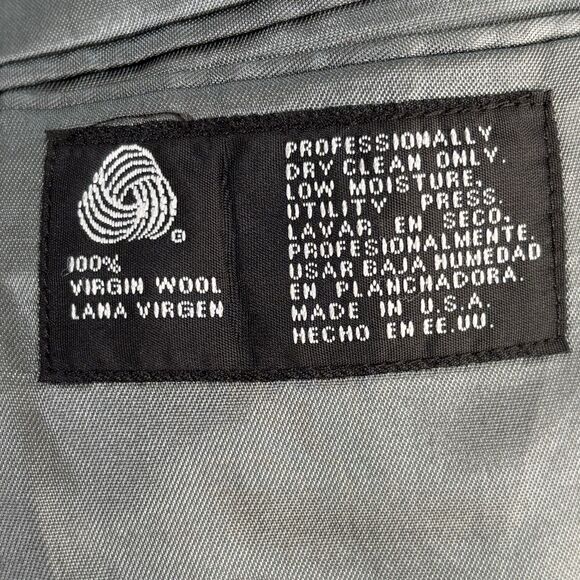 100%
VIRGIN WOOL
LANA VIRGEN
PROFESSIONALLY
DRY CLEAN ONLY.
LOW MOISTURE,
UTILITY PRESS.
LAVAR EN SECO.
PROFESIONALMENTE,
USAR BAJA HUMEDAD
EN PLANCHADORA.
MADE IN U.S.A.
HECHO EN EE.UU.